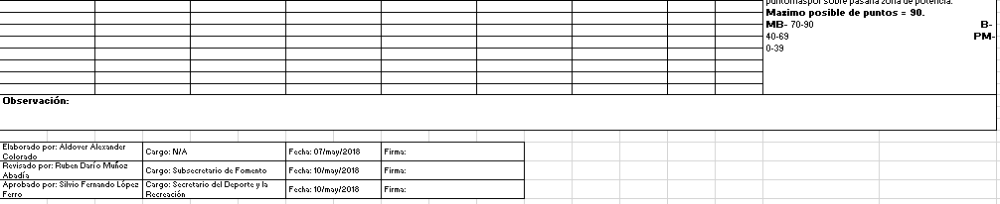 puntomaspor sobre pasarla zona de potencia.
Maximo posible de puntos = 90.
MB- 70-90 B-
40-69 PM-
0-39
Observación:
Elaborado por: Aldover Alexander
Colorado
Cargo: N/A
Fecha: 07/may/2018
Firma:
Revisado por: Ruben Darío Muñoz
Abadía
Cargo: Subsecretario de Fomento
Fecha: 10/may/2018
Firma:
Aprobado por: Silvio Fernando López
Ferro
Cargo: Secretario del Deporte y la
Recreación
Fecha: 10/may/2018
Firma: